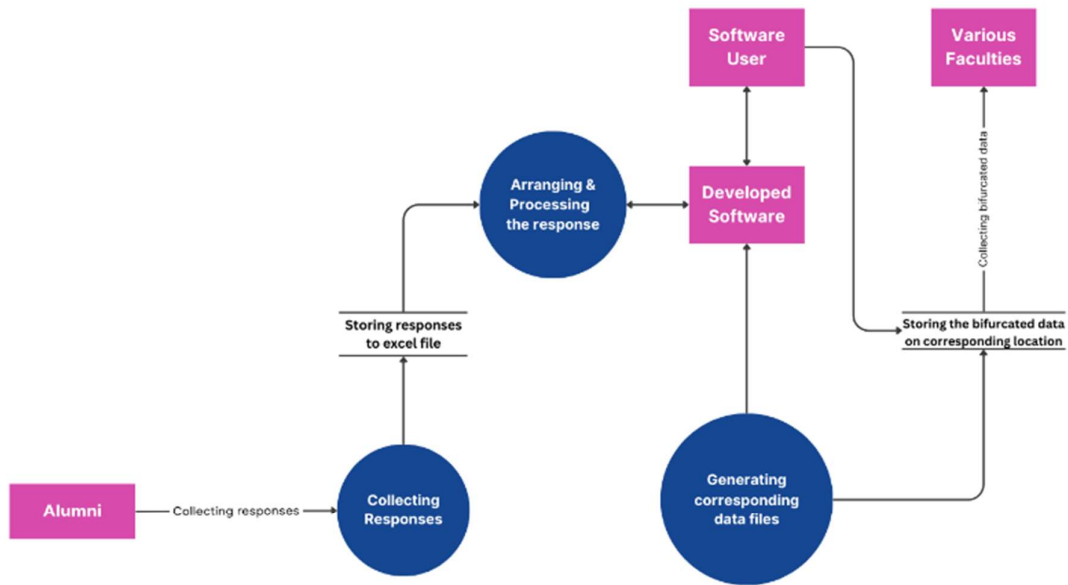 Software
User
Various
Faculties
Arranging &
Processing
the response
Developed
Software
Collecting bifurcated data
Storing responses
to excel file
Storing the bifurcated data
on corresponding location
Alumni
Collecting responses
Collecting
Responses
Generating
corresponding
data files